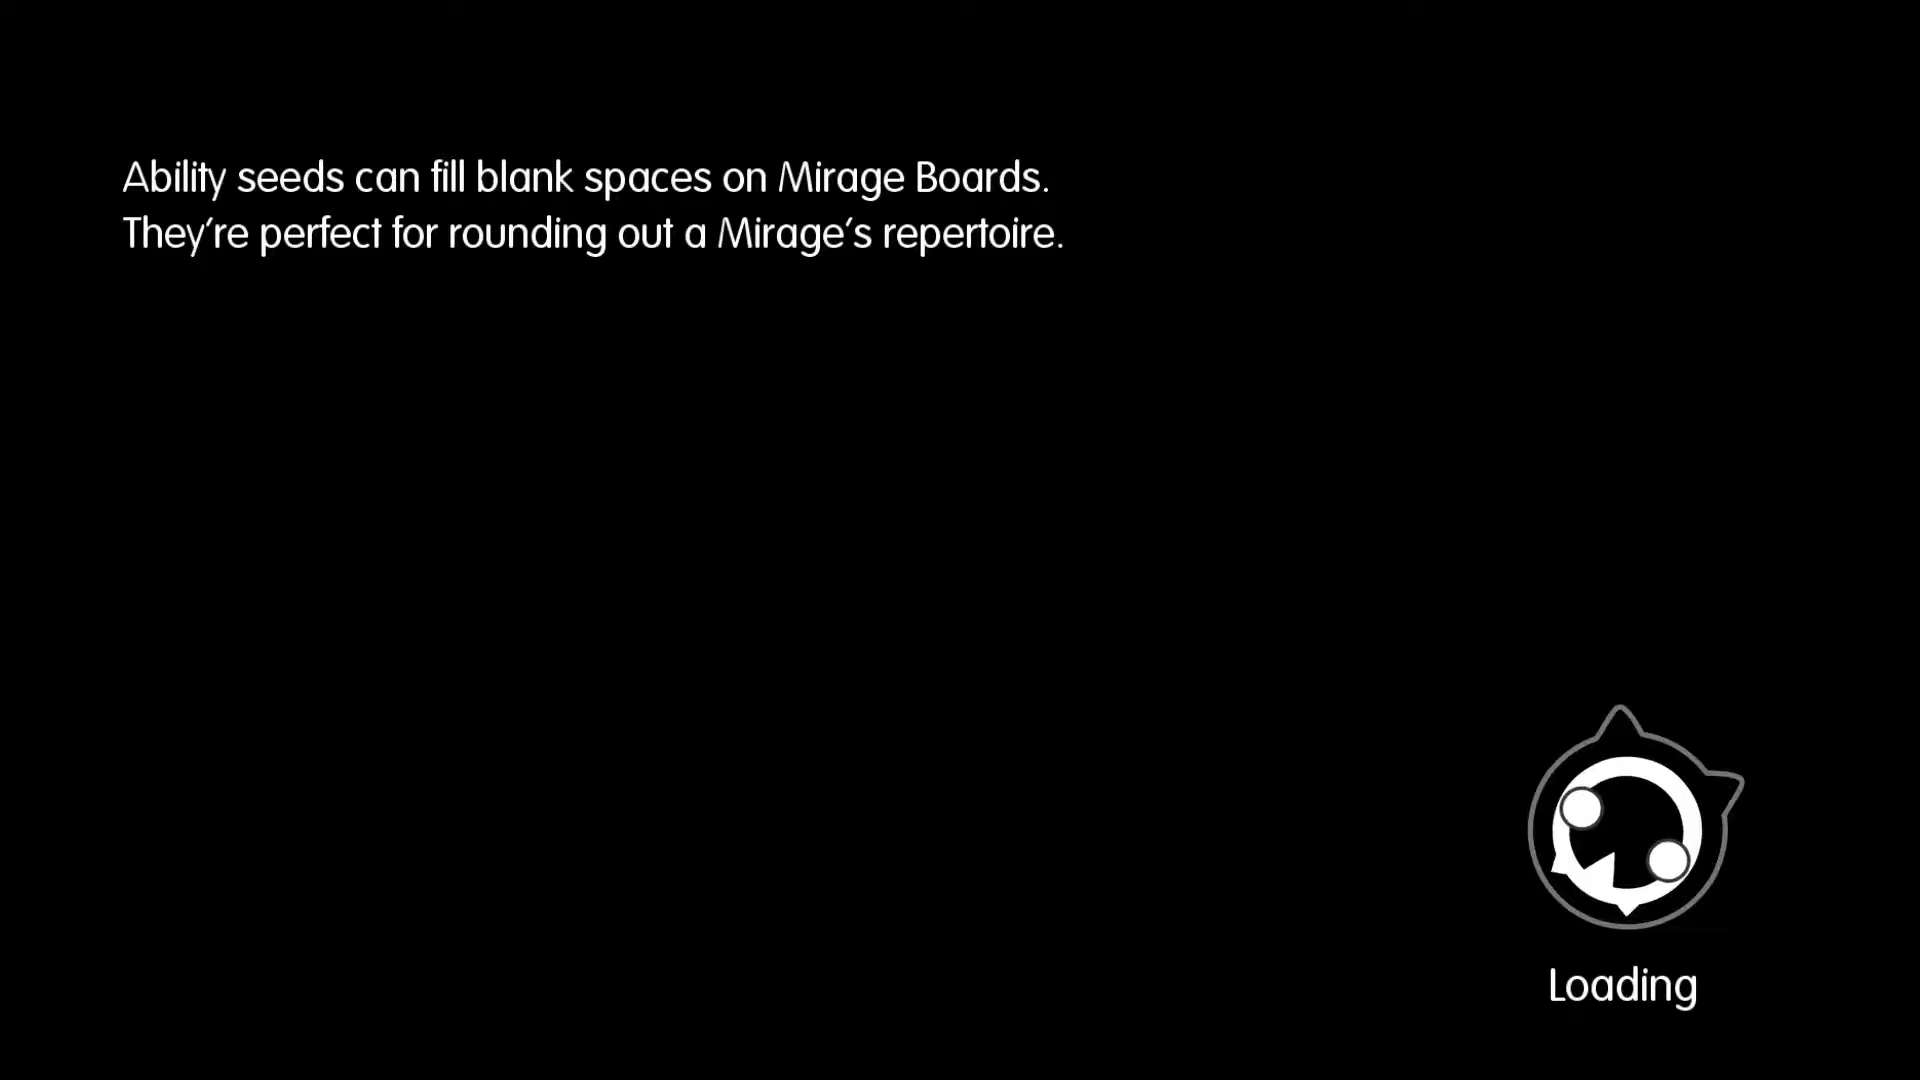 Ability seeds can fill blank spaces on Mirage Boards.
They're perfect for rounding out a Mirage's repertoire.
Loading